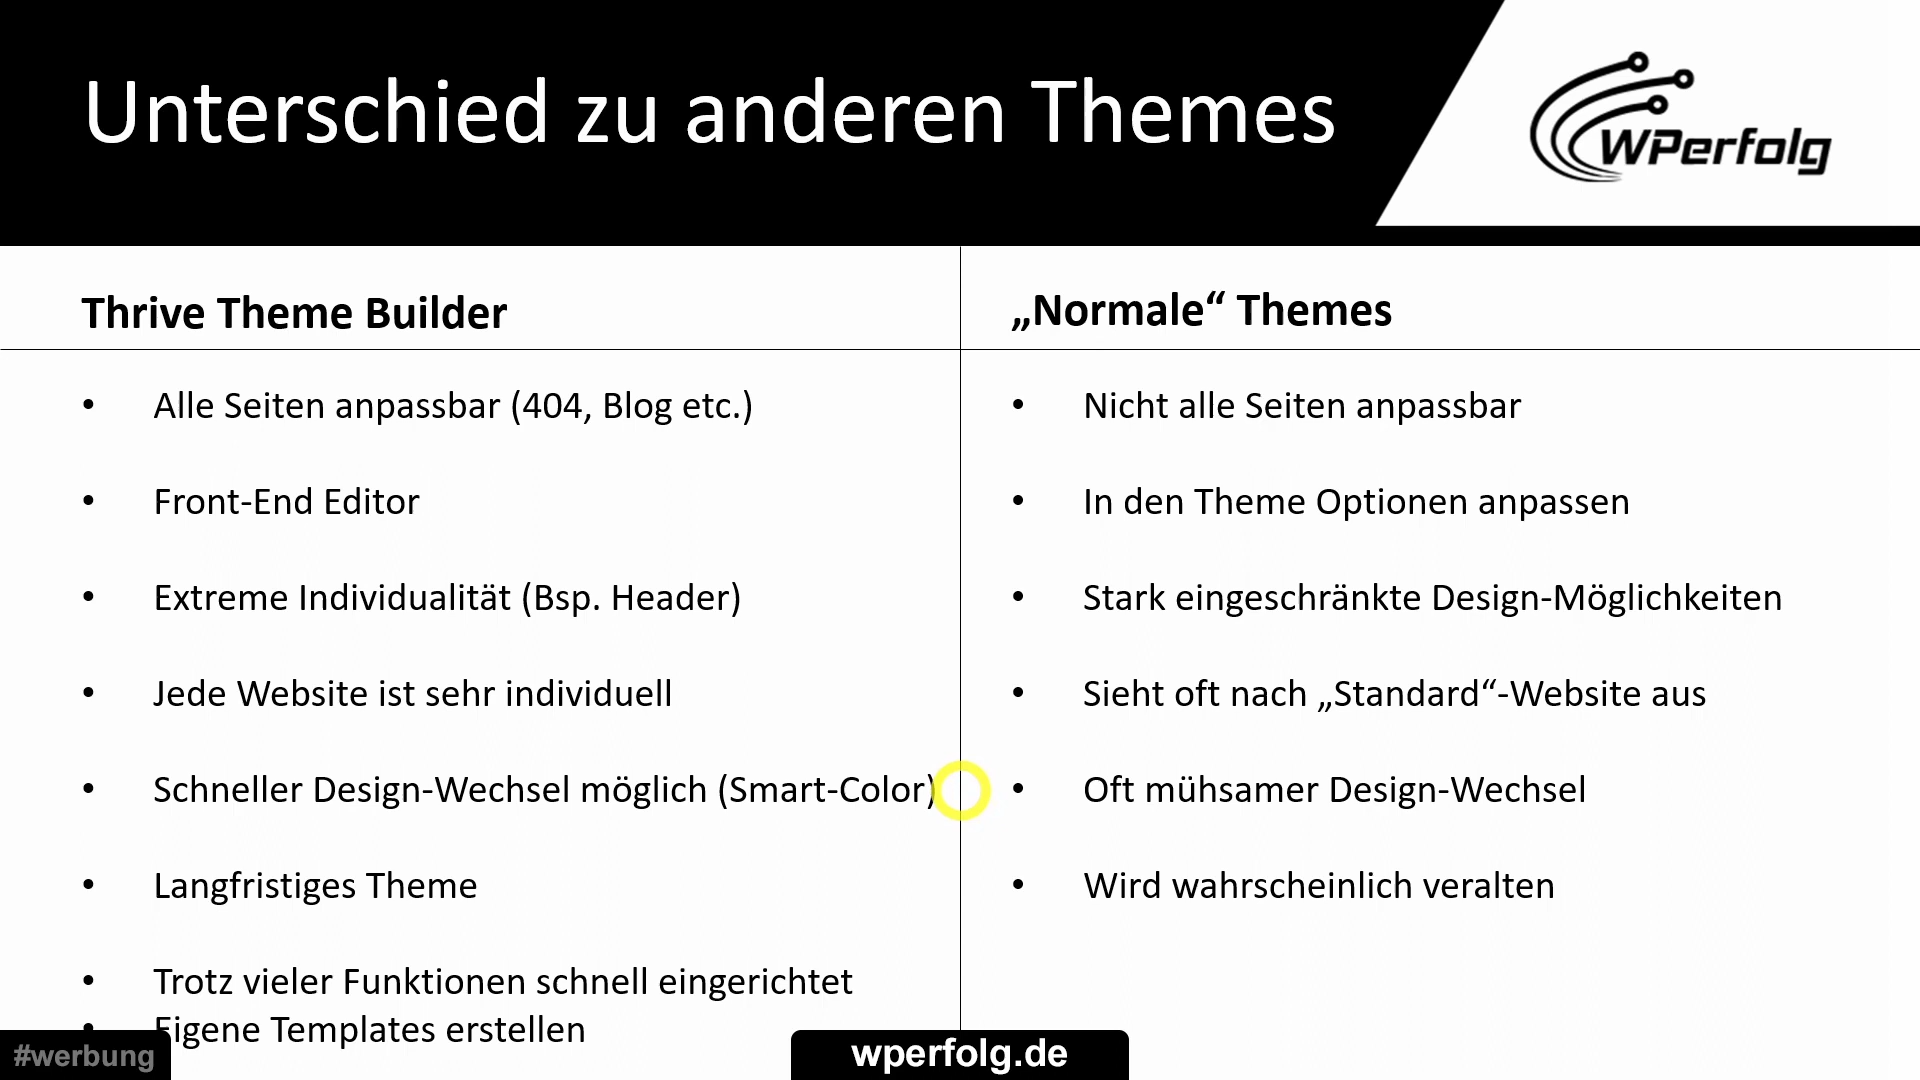 Unterschied zu anderen Themes
WPerfolg
Thrive Theme Builder
• Alle Seiten anpassbar (404, Blog etc.)
• Front-End Editor
• Extreme Individualität (Bsp. Header)
• Jede Website ist sehr individuell
• Schneller Design-Wechsel möglich (Smart-Color)
• Langfristiges Theme
• Trotz vieler Funktionen schnell eingerichtet
• Eigene Templates erstellen
„Normale“ Themes
• Nicht alle Seiten anpassbar
• In den Theme Optionen anpassen
• Stark eingeschränkte Design-Möglichkeiten
• Sieht oft nach „Standard“-Website aus
• Oft mühsamer Design-Wechsel
• Wird wahrscheinlich veralten
#werbung
wperfolg.de